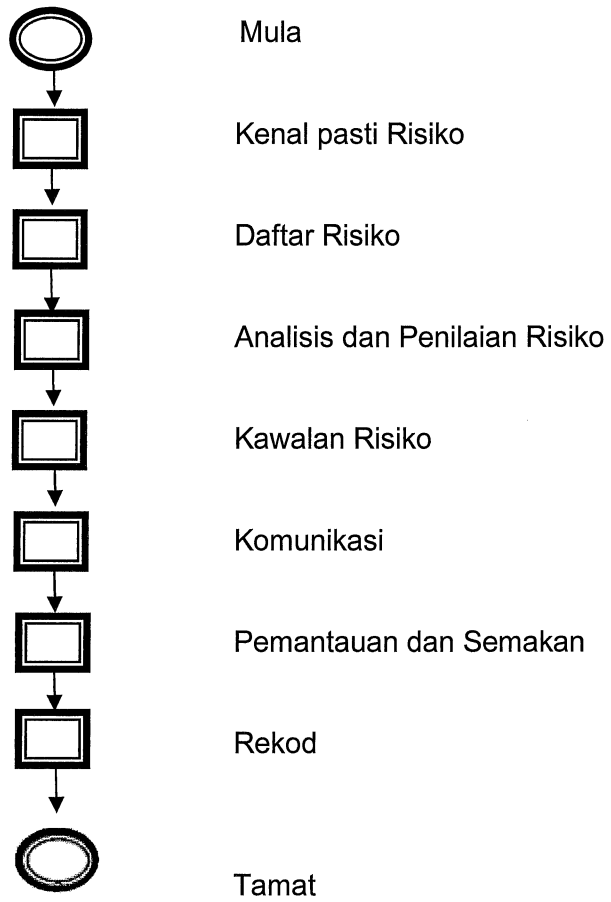 Mula
Kenal pasti Risiko
Daftar Risiko
Analisis dan Penilaian Risiko
Kawalan Risiko
Komunikasi
Pemantauan dan Semakan
Rekod
Tamat